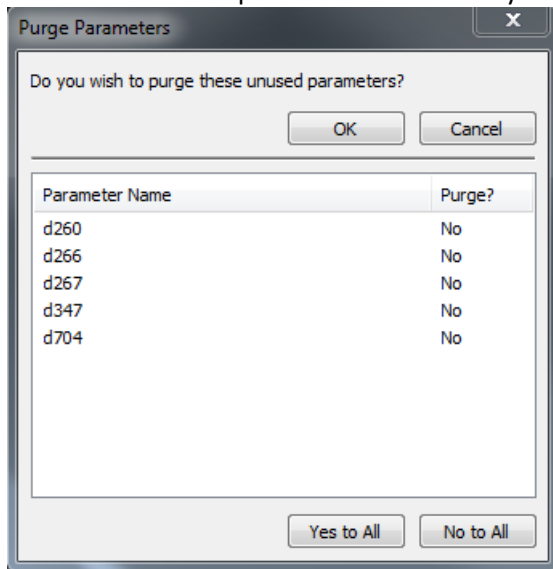 Purge Parameters
X
Do you wish to purge these unused parameters?
OK Cancel
Parameter Name Purge?
d260 No
d266 No
d267 No
d347 No
d704 No
Yes to All No to All